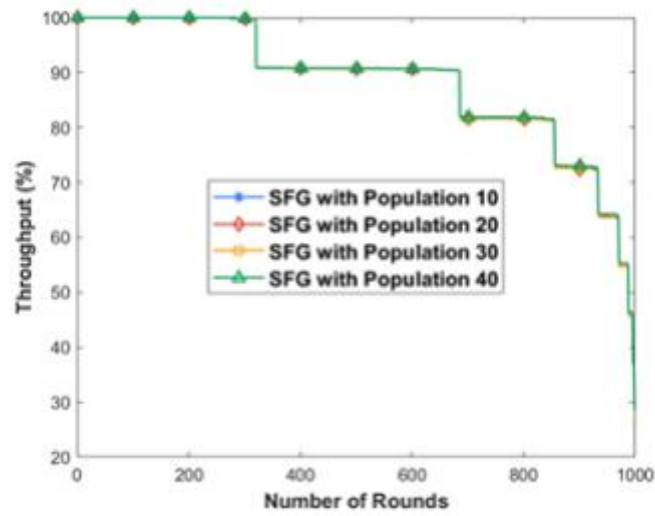 100
90
80
70
60
50
40
30
20
Throughput (%)
SFG with Population 10
SFG with Population 20
SFG with Population 30
SFG with Population 40
0 200 400 600 800 1000
Number of Rounds